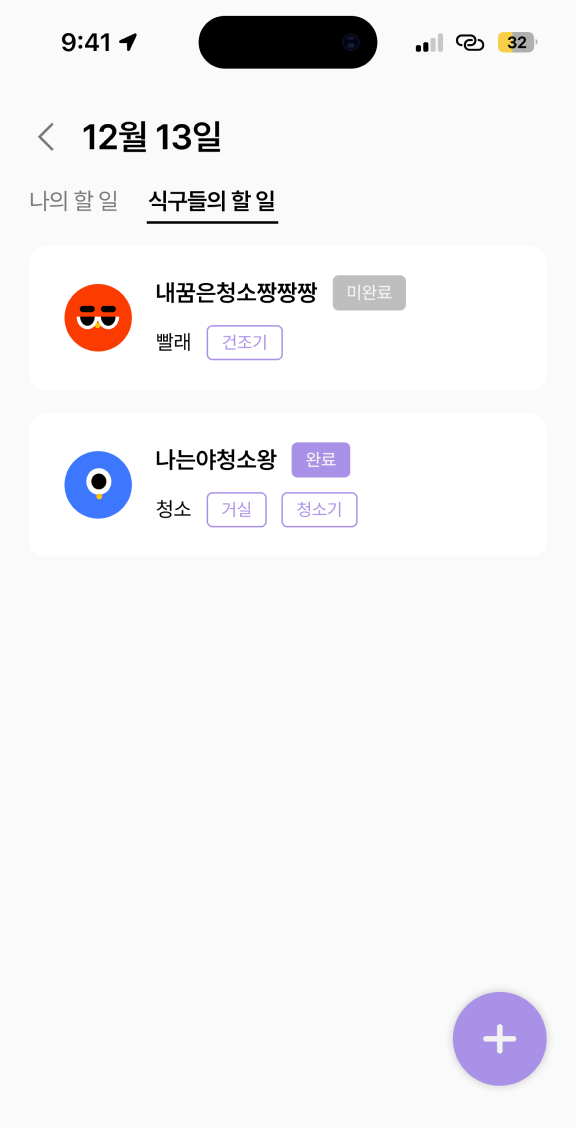 9:41 32
12월 13일
나의 할 일 식구들의 할 일
내꿈은청소짱짱짱 미완료
빨래 건조기
나는야청소왕 완료
청소 거실 청소기